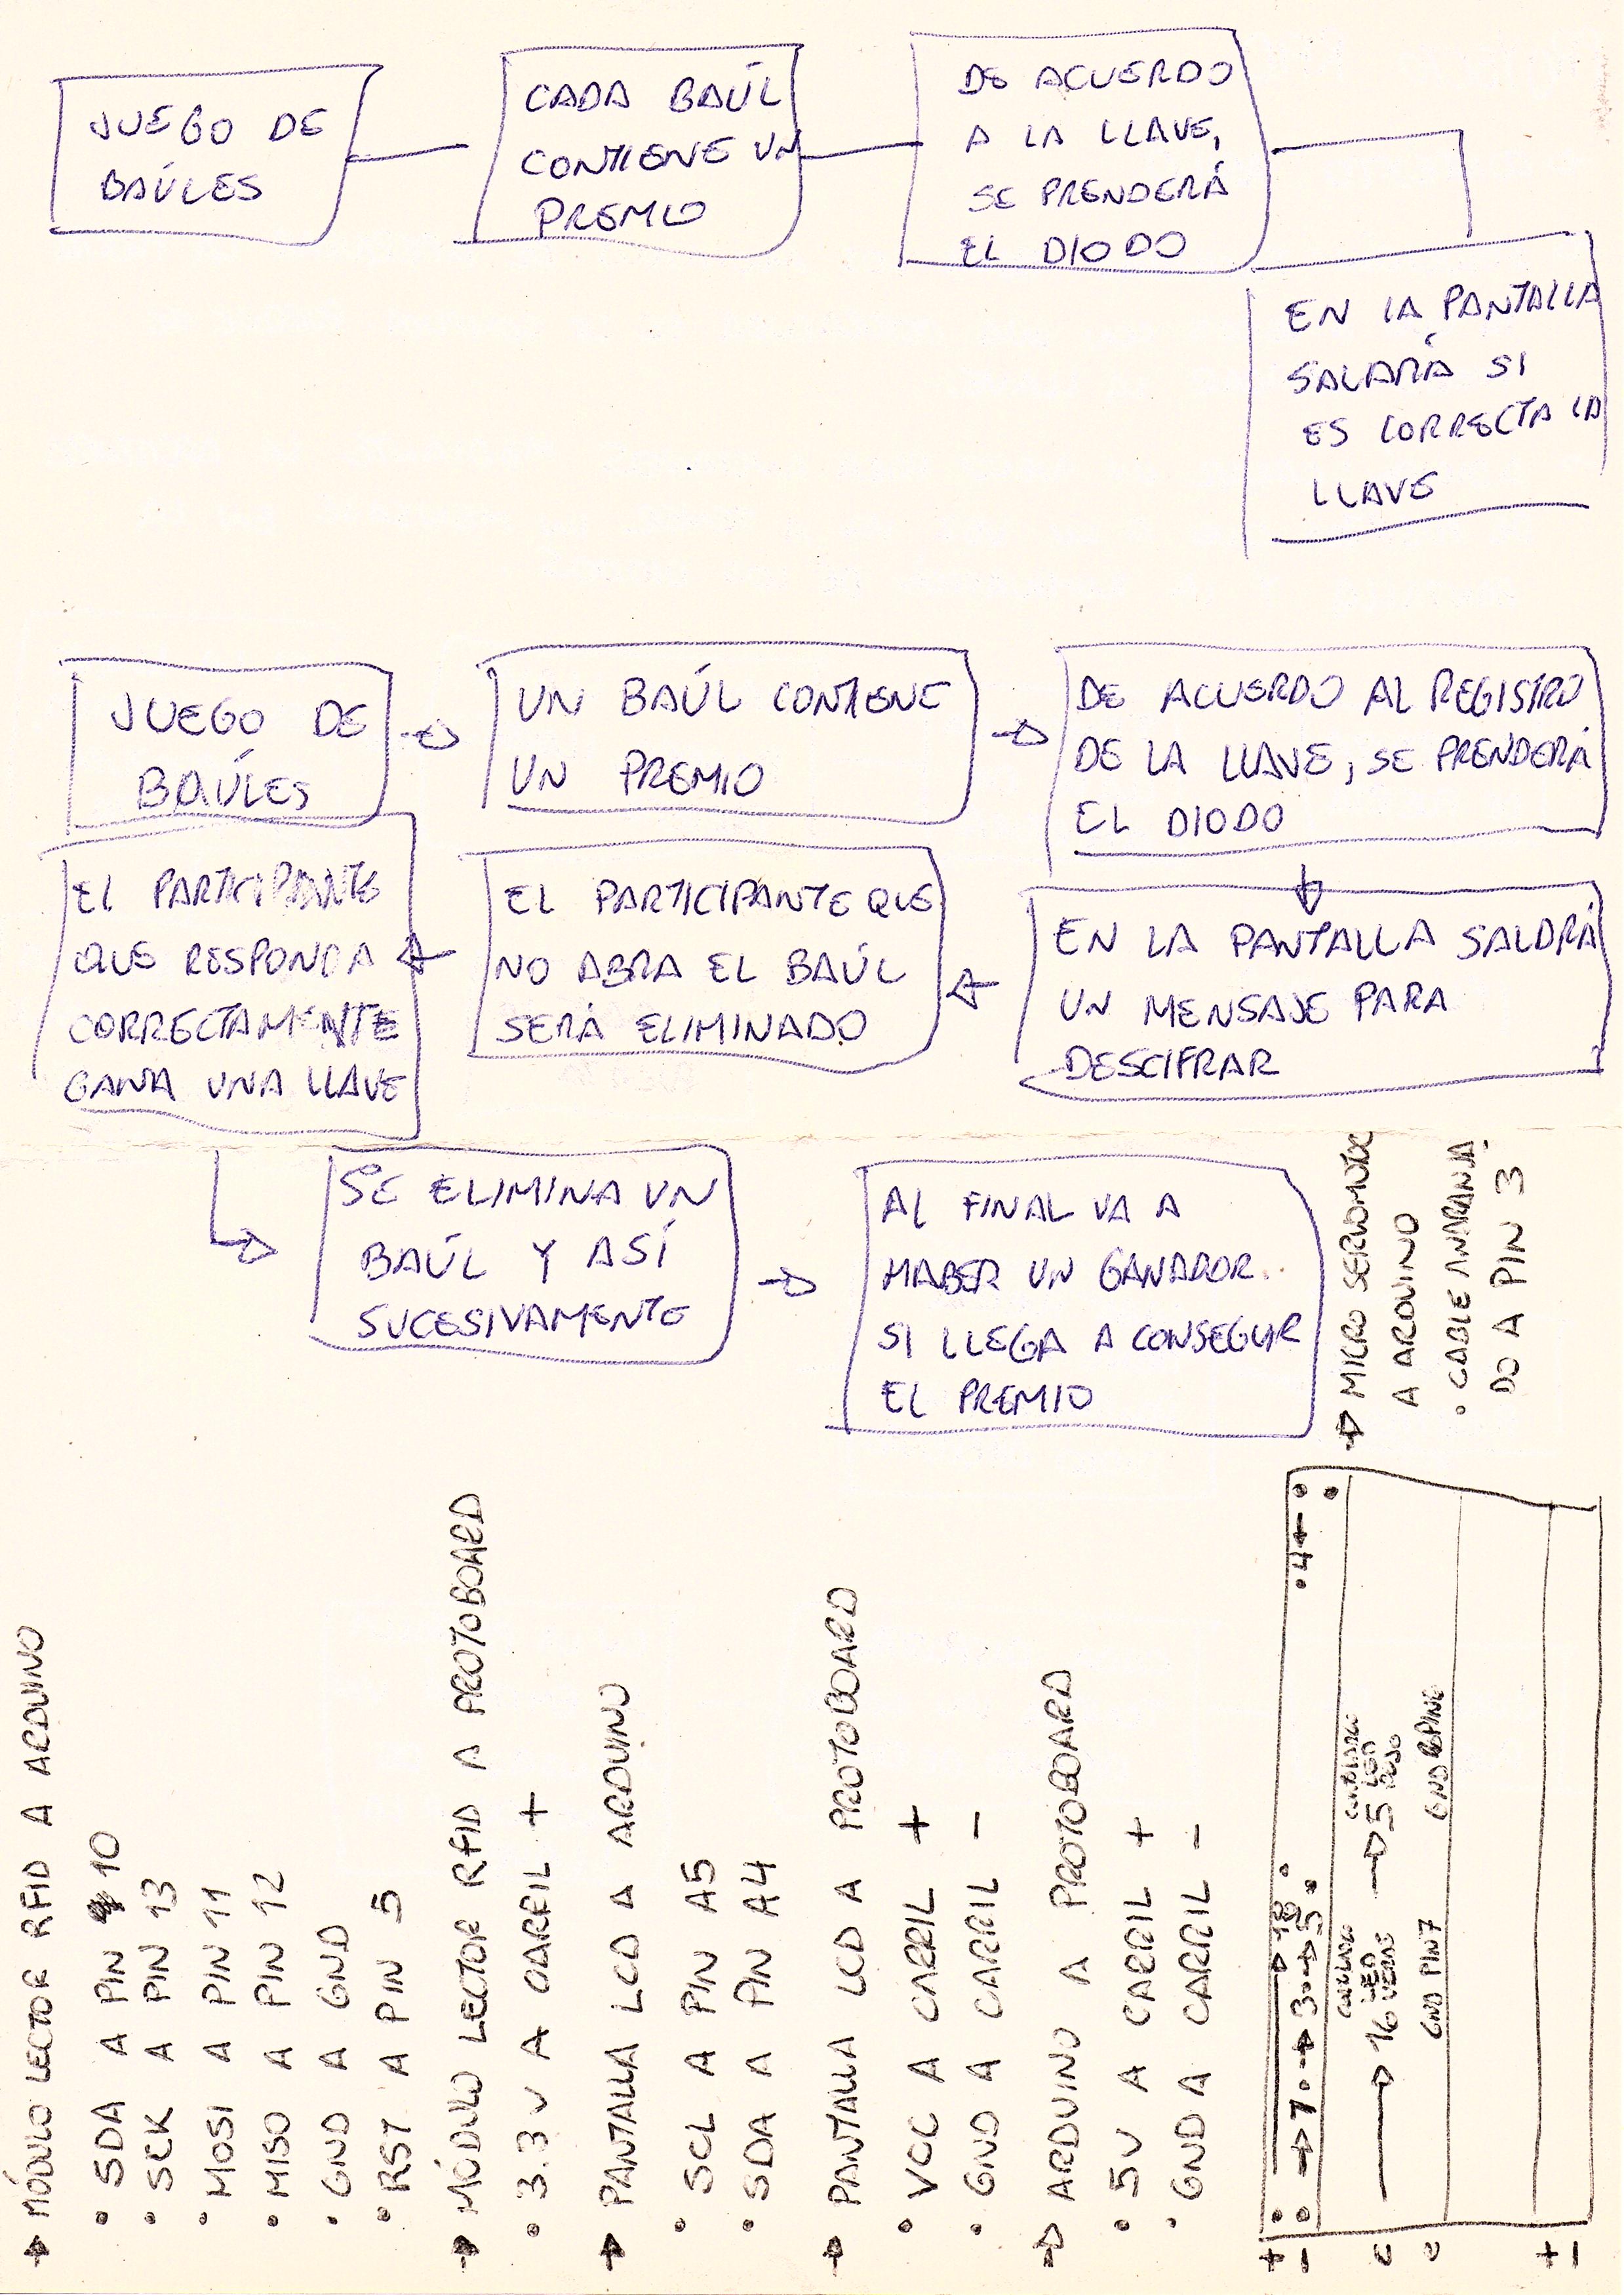 JUEGO DE
BAÚLES
CADA BAÚL
CONTIENE UN
PREMIO
DE ACUERDO
A LA LLAVE,
SE PRENDERÁ
EL DIODO
EN LA PANTALLA
SALARÁ SI
ES CORRECTA LA
LLAVE
JUEGO DE
BAÚLES
UN BAÚL CONTIENE
UN PREMIO
DE ACUERDO AL REGISTRO
DE LA LLAVE, SE PRENDERÁ
EL DIODO
EN LA PANTALLA SALDRÁ
UN MENSAJE PARA
DESCIFRAR
EL PARTICIPANTE QUE
NO ABRA EL BAÚL
SERÁ ELIMINADO
EL PARTICIPANTE
QUE RESPONDA
CORRECTAMENTE
GANA UNA LLAVE
SE ELIMINA UN
BAÚL Y ASÍ
SUCESIVAMENTE
AL FINAL VA A
HABER UN GANADOR
SI LLEGA A CONSEGUIR
EL PREMIO
→ MÓDULO LECTOR RFID A ARDUINO
• SDA A PIN 10
• SCK A PIN 13
• MOSI A PIN 11
• MISO A PIN 12
• GND A GND
• RST A PIN 5
→ MÓDULO LECTOR RFID A PROTOBOARD
• 3.3 V A CARRIL +
→ PANTALLA LCD A ARDUINO
• SCL A PIN A5
• SDA A PIN A4
→ PANTALLA LCD A PROTOBOARD
• VCC A CARRIL +
• GND A CARRIL -
→ ARDUINO A PROTOBOARD
• 5V A CARRIL +
• GND A CARRIL -
→ MICRO SERVOMOTOR
A ARDUINO
• CABLE ANARANJA
DO A PIN 3
+ • → 18 • • 4 ← •
- • → 7 • → 3 • → 5 • •
→ 16 LED VERDE → 5 LED ROJO
GND PIN 7
+
-